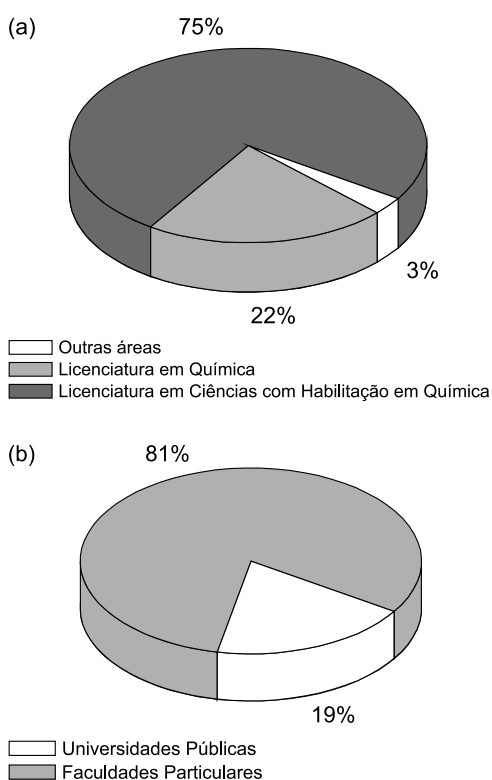 (a)
75%
3%
22%
Outras áreas
Licenciatura em Química
Licenciatura em Ciências com Habilitação em Química
(b)
81%
19%
Universidades Públicas
Faculdades Particulares